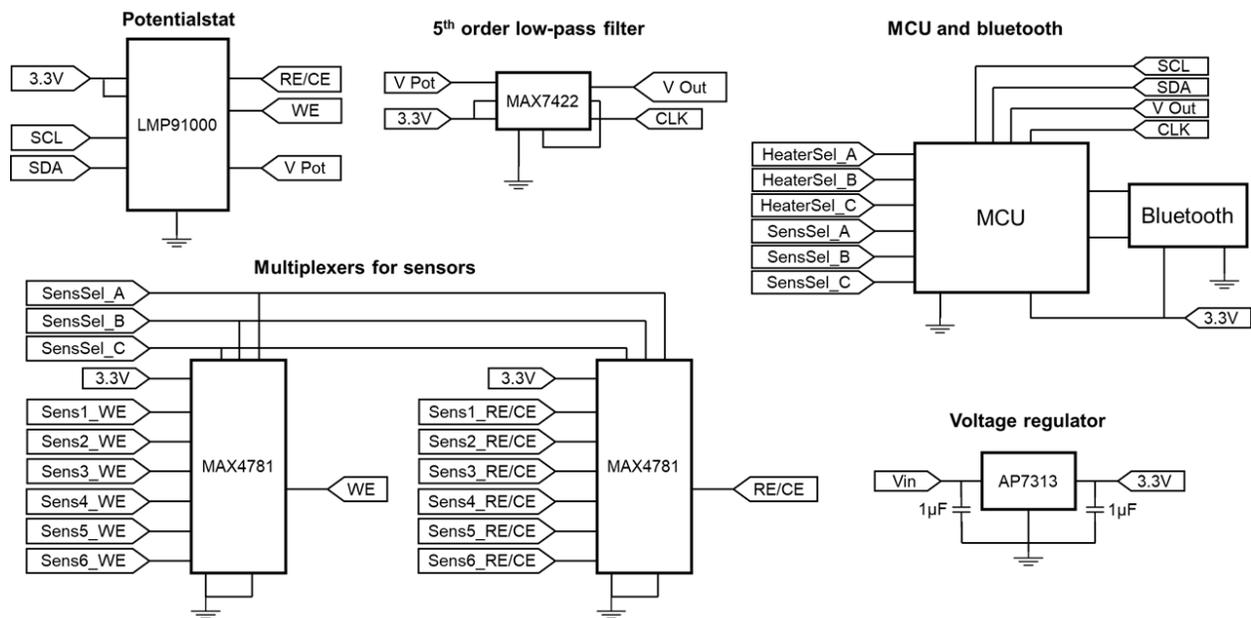 Potentialstat
3.3V
SCL
SDA
LMP91000
RE/CE
WE
V Pot
5th order low-pass filter
V Pot
3.3V
MAX7422
V Out
CLK
MCU and bluetooth
SCL
SDA
V Out
CLK
HeaterSel_A
HeaterSel_B
HeaterSel_C
SensSel_A
SensSel_B
SensSel_C
MCU
Bluetooth
3.3V
Multiplexers for sensors
SensSel_A
SensSel_B
SensSel_C
3.3V
Sens1_WE
Sens2_WE
Sens3_WE
Sens4_WE
Sens5_WE
Sens6_WE
MAX4781
WE
3.3V
Sens1_RE/CE
Sens2_RE/CE
Sens3_RE/CE
Sens4_RE/CE
Sens5_RE/CE
Sens6_RE/CE
MAX4781
RE/CE
Voltage regulator
Vin
AP7313
3.3V
1µF
1µF